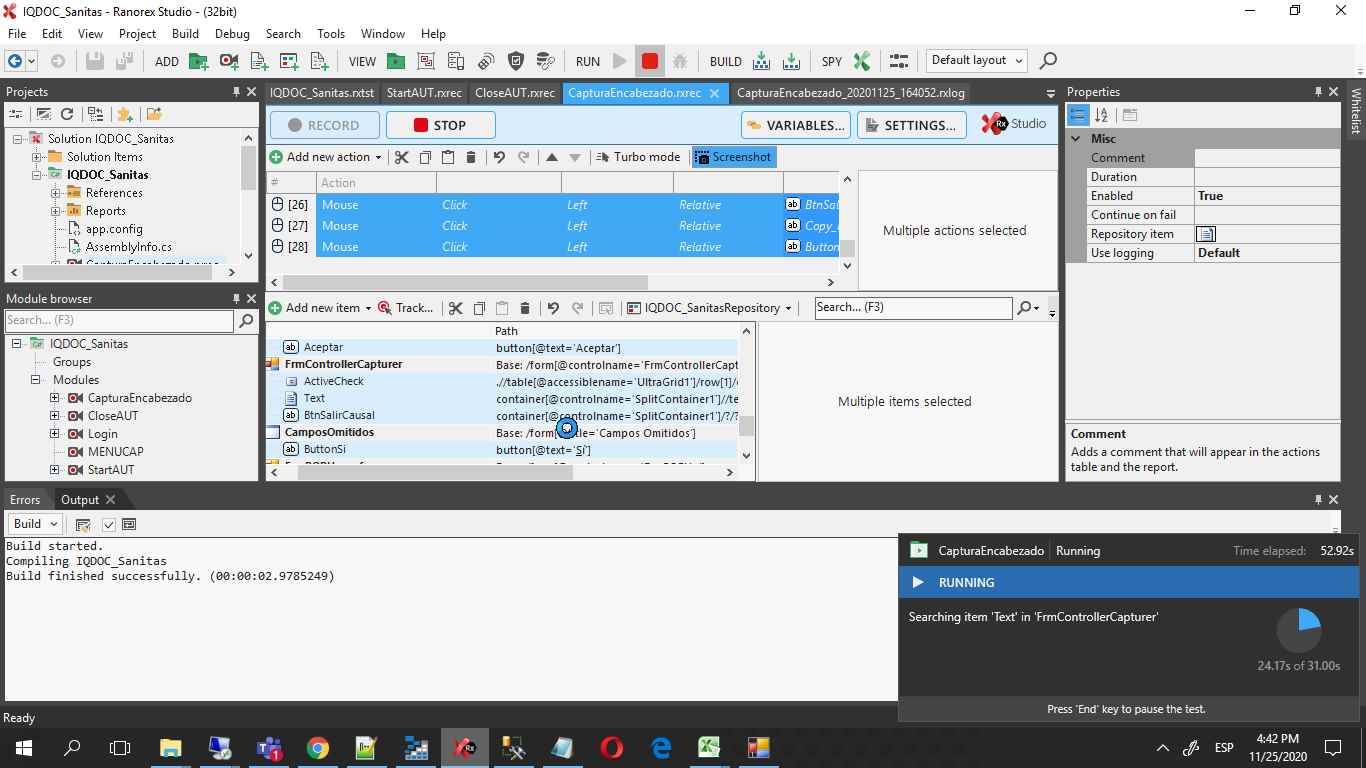 IQDOC_Sanitas - Ranorex Studio - (32bit)
File Edit View Project Build Debug Search Tools Window Help
ADD VIEW RUN BUILD SPY Default layout
Projects
Solution IQDOC_Sanitas
Solution Items
IQDOC_Sanitas
References
Reports
app.config
AssemblyInfo.cs
CapturaEncabezado.rxrec
Module browser
Search... (F3)
IQDOC_Sanitas
Groups
Modules
CapturaEncabezado
CloseAUT
Login
MENUCAP
StartAUT
IQDOC_Sanitas.rxtst StartAUT.rxrec CloseAUT.rxrec CapturaEncabezado.rxrec CapturaEncabezado_20201125_164052.rxlog
RECORD STOP VARIABLES... SETTINGS... Rx Studio
Add new action Turbo mode Screenshot
# Action
[26] Mouse Click Left Relative ab BtnSal
[27] Mouse Click Left Relative ab Copy_
[28] Mouse Click Left Relative ab Button
Multiple actions selected
Add new item Track... IQDOC_SanitasRepository Search... (F3)
Path
ab Aceptar button[@text='Aceptar']
FrmControllerCapturer Base: /form[@controlname='FrmControllerCapt
ActiveCheck .//table[@accessiblename='UltraGrid1']/row[1]/
Text container[@controlname='SplitContainer1']//te
ab BtnSalirCausal container[@controlname='SplitContainer1']/?/?
CamposOmitidos Base: /form[ tle='Campos Omitidos']
ab ButtonSi button[@text='Sí']
Multiple items selected
Properties
Misc
Comment
Duration
Enabled True
Continue on fail
Repository item
Use logging Default
Comment
Adds a comment that will appear in the actions
table and the report.
Whitelist
Errors Output
Build
Build started.
Compiling IQDOC_Sanitas
Build finished successfully. (00:00:02.9785249)
CapturaEncabezado Running Time elapsed: 52.92s
RUNNING
Searching item 'Text' in 'FrmControllerCapturer'
24.17s of 31.00s
Press 'End' key to pause the test.
Ready
ESP
4:42 PM
11/25/2020